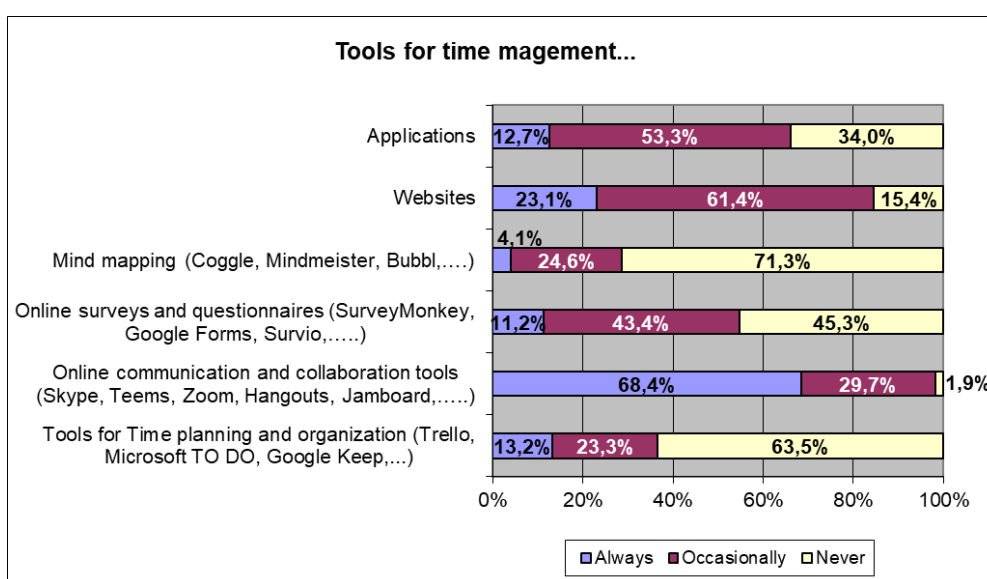 Tools for time magement...
Applications
12,7%
53,3%
34,0%
Websites
23,1%
61,4%
15,4%
4,1%
Mind mapping (Coggle, Mindmeister, Bubbl,....)
24,6%
71,3%
Online surveys and questionnaires (SurveyMonkey,
Google Forms, Survio,.....)
11,2%
43,4%
45,3%
Online communication and collaboration tools
(Skype, Teems, Zoom, Hangouts, Jamboard,.....)
68,4%
29,7%
1,9%
Tools for Time planning and organization (Trello,
Microsoft TO DO, Google Keep,...)
13,2%
23,3%
63,5%
0% 20% 40% 60% 80% 100%
Always Occasionally Never